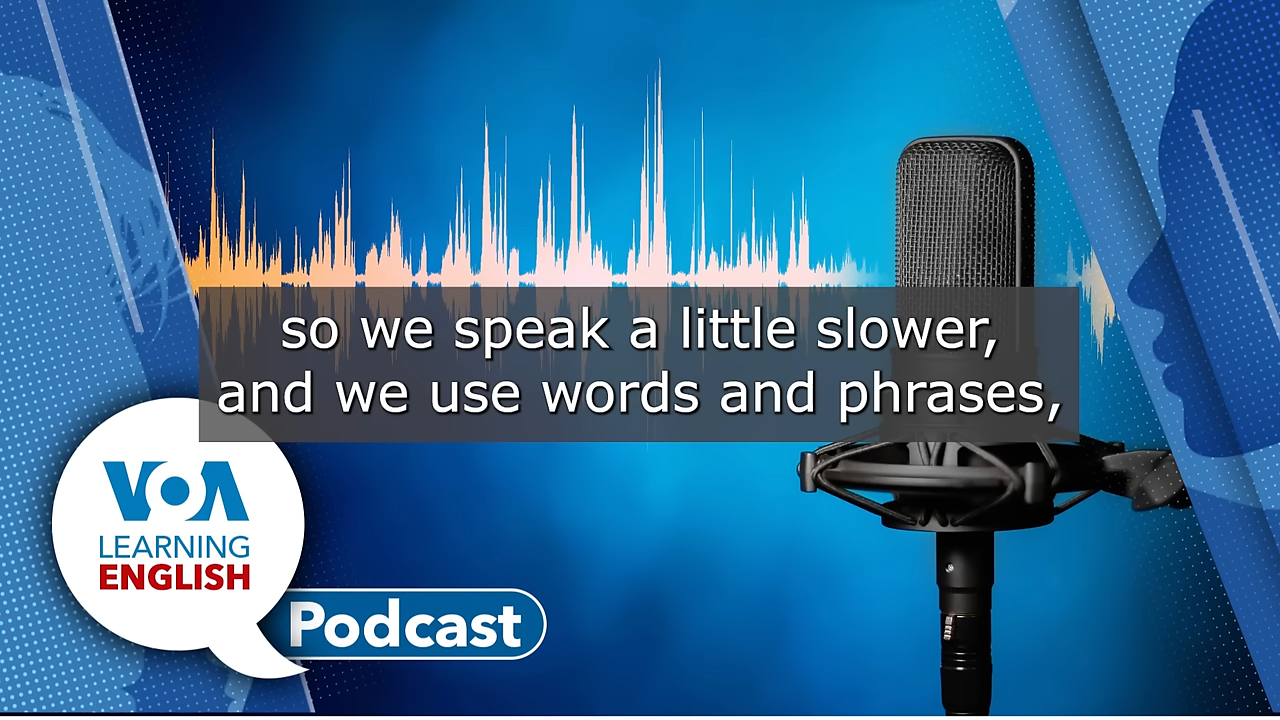 so we speak a little slower,
and we use words and phrases,
VOA
LEARNING
ENGLISH
Podcast